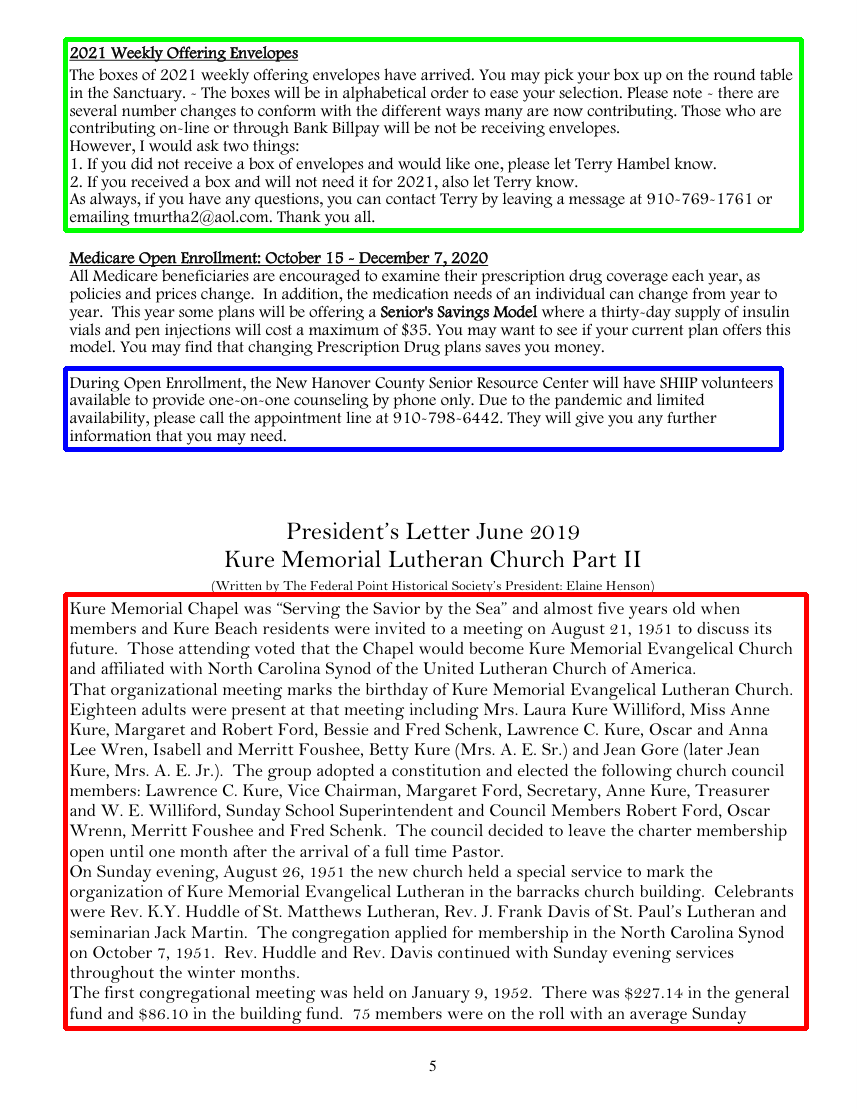 2021 Weekly Offering Envelopes
The boxes of 2021 weekly offering envelopes have arrived. You may pick your box up on the round table
in the Sanctuary. - The boxes will be in alphabetical order to ease your selection. Please note - there are
several number changes to conform with the different ways many are now contributing. Those who are
contributing on-line or through Bank Billpay will be not be receiving envelopes.
However, I would ask two things:
1. If you did not receive a box of envelopes and would like one, please let Terry Hambel know.
2. If you received a box and will not need it for 2021, also let Terry know.
As always, if you have any questions, you can contact Terry by leaving a message at 910-769-1761 or
emailing tmurtha2@aol.com. Thank you all.
Medicare Open Enrollment: October 15 - December 7, 2020
All Medicare beneficiaries are encouraged to examine their prescription drug coverage each year, as
policies and prices change.  In addition, the medication needs of an individual can change from year to
year.  This year some plans will be offering a Senior's Savings Model where a thirty-day supply of insulin
vials and pen injections will cost a maximum of $35. You may want to see if your current plan offers this
model. You may find that changing Prescription Drug plans saves you money.
During Open Enrollment, the New Hanover County Senior Resource Center will have SHIIP volunteers
available to provide one-on-one counseling by phone only. Due to the pandemic and limited
availability, please call the appointment line at 910-798-6442. They will give you any further
information that you may need.
President's Letter June 2019
Kure Memorial Lutheran Church Part II
(Written by The Federal Point Historical Society's President: Elaine Henson)
Kure Memorial Chapel was “Serving the Savior by the Sea” and almost five years old when
members and Kure Beach residents were invited to a meeting on August 21, 1951 to discuss its
future.  Those attending voted that the Chapel would become Kure Memorial Evangelical Church
and affiliated with North Carolina Synod of the United Lutheran Church of America.
That organizational meeting marks the birthday of Kure Memorial Evangelical Lutheran Church.
Eighteen adults were present at that meeting including Mrs. Laura Kure Williford, Miss Anne
Kure, Margaret and Robert Ford, Bessie and Fred Schenk, Lawrence C. Kure, Oscar and Anna
Lee Wren, Isabell and Merritt Foushee, Betty Kure (Mrs. A. E. Sr.) and Jean Gore (later Jean
Kure, Mrs. A. E. Jr.).  The group adopted a constitution and elected the following church council
members: Lawrence C. Kure, Vice Chairman, Margaret Ford, Secretary, Anne Kure, Treasurer
and W. E. Williford, Sunday School Superintendent and Council Members Robert Ford, Oscar
Wrenn, Merritt Foushee and Fred Schenk.  The council decided to leave the charter membership
open until one month after the arrival of a full time Pastor.
On Sunday evening, August 26, 1951 the new church held a special service to mark the
organization of Kure Memorial Evangelical Lutheran in the barracks church building.  Celebrants
were Rev. K.Y. Huddle of St. Matthews Lutheran, Rev. J. Frank Davis of St. Paul's Lutheran and
seminarian Jack Martin.  The congregation applied for membership in the North Carolina Synod
on October 7, 1951.  Rev. Huddle and Rev. Davis continued with Sunday evening services
throughout the winter months.
The first congregational meeting was held on January 9, 1952.  There was $227.14 in the general
fund and $86.10 in the building fund.  75 members were on the roll with an average Sunday
5